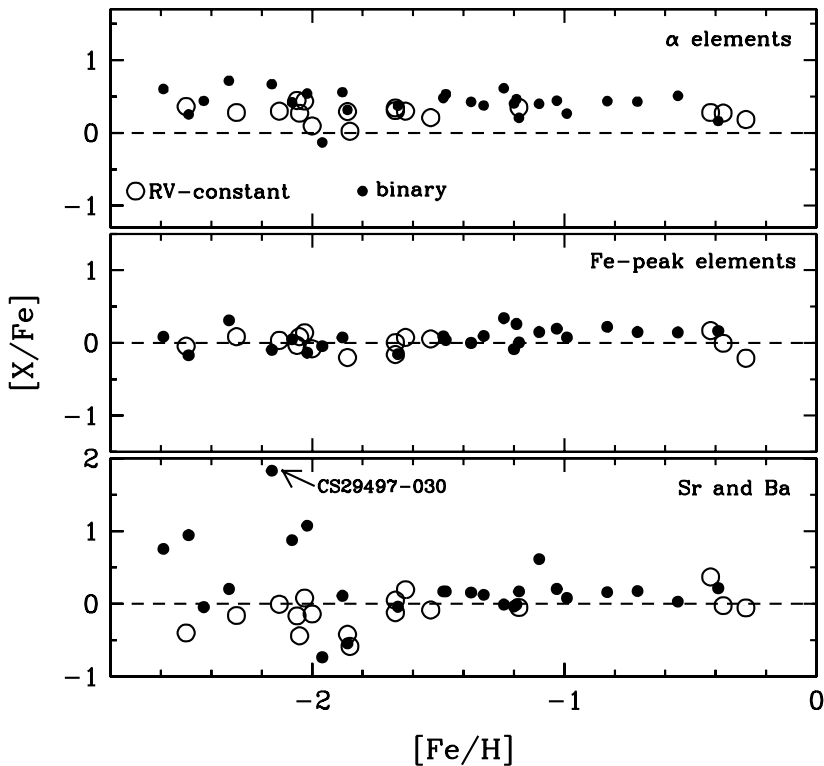 1
α elements
0
RV−constant
binary
−1
1
Fe−peak elements
0
−1
[X/Fe]
2
CS29497−030
Sr and Ba
1
0
−1
−2
−1
0
[Fe/H]